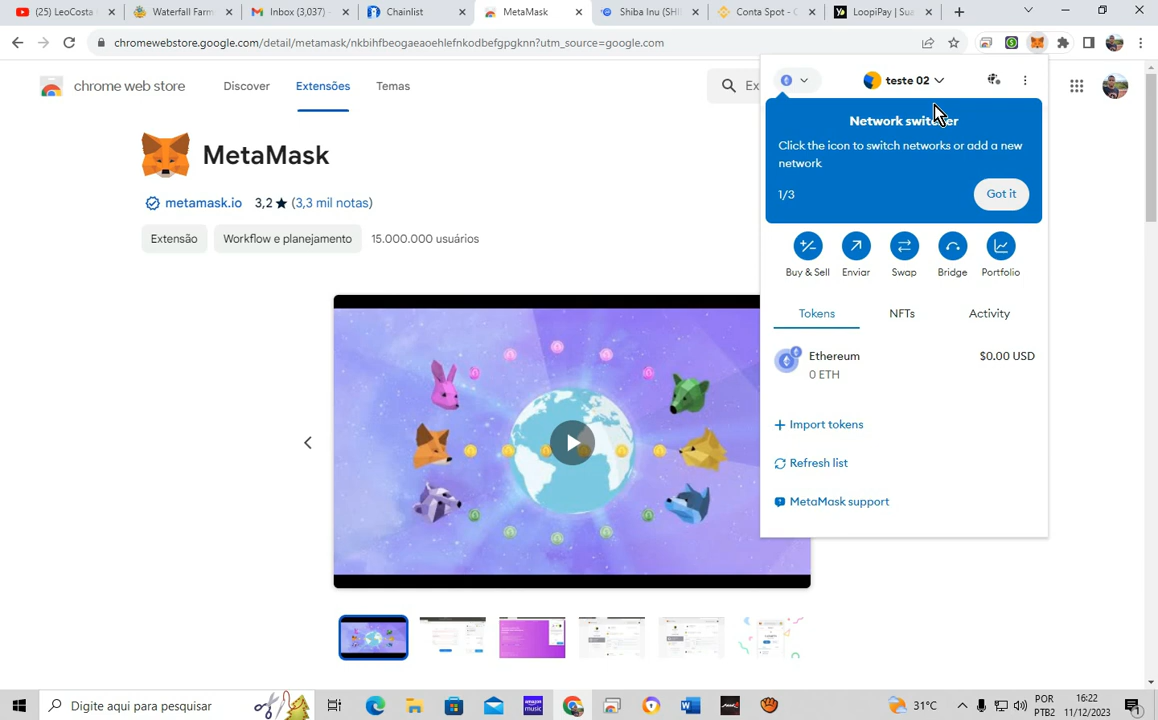 (25) LeoCosta
Waterfall Farm
Inbox (3,037) -
Chainlist
MetaMask
Shiba Inu (SHI
Conta Spot - C
LoopiPay | Sua
chromewebstore.google.com/detail/metamask/nkbihfbeogaeaoehlefnkodbefgpgknn?utm_source=google.com
chrome web store
Discover
Extensões
Temas
Ex
teste 02
MetaMask
metamask.io
3,2★ (3,3 mil notas)
Extensão
Workflow e planejamento
15.000.000 usuários
Network switcher
Click the icon to switch networks or add a new
network
1/3
Got it
Buy & Sell
Enviar
Swap
Bridge
Portfolio
Tokens
NFTs
Activity
Ethereum
$0.00 USD
0 ETH
+ Import tokens
Refresh list
MetaMask support
Digite aqui para pesquisar
amazon
music
31°C
POR
PTB2
16:22
11/12/2023
1